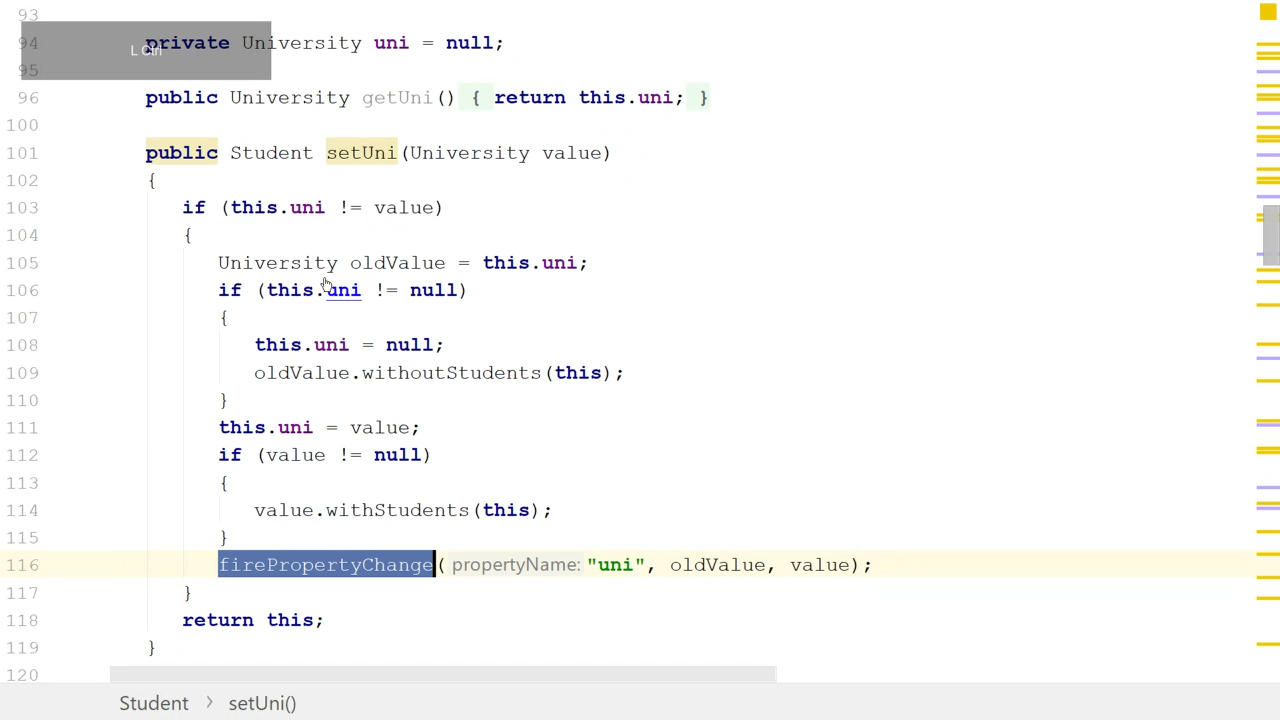 93
94 private University uni = null;
L Ctrl
95
96 public University getUni() { return this.uni; }
100
101 public Student setUni(University value)
102 {
103 if (this.uni != value)
104 {
105 University oldValue = this.uni;
106 if (this.uni != null)
107 {
108 this.uni = null;
109 oldValue.withoutStudents(this);
110 }
111 this.uni = value;
112 if (value != null)
113 {
114 value.withStudents(this);
115 }
116 firePropertyChange( propertyName: "uni", oldValue, value);
117 }
118 return this;
119 }
120
Student > setUni()